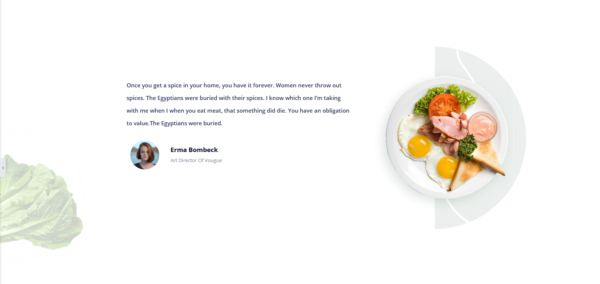 Once you get a spice in your home, you have it forever. Women never throw out
spices. The Egyptians were buried with their spices. I know which one I'm taking
with me when I when you eat meat, that something did die. You have an obligation
to value.The Egyptians were buried.
Erma Bombeck
Art Director Of Vougue